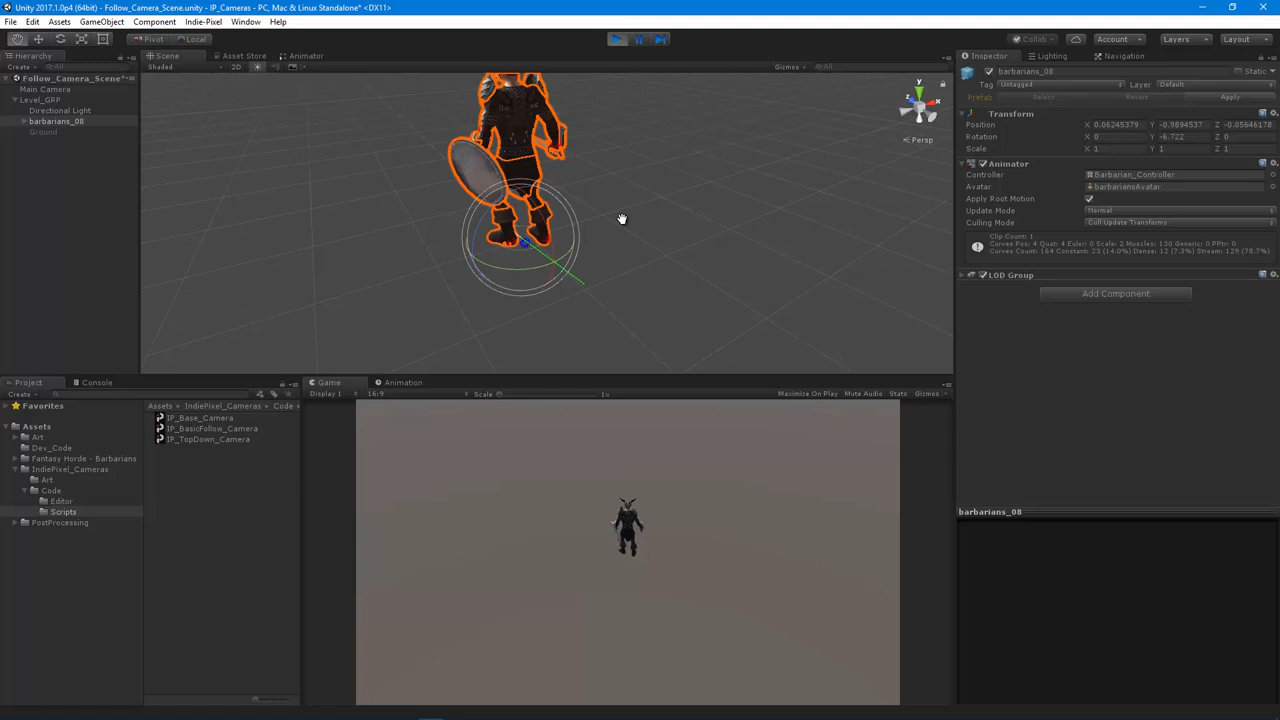 Unity 2017.1.0p4 (64bit) - Follow_Camera_Scene.unity - IP_Cameras - PC, Mac & Linux Standalone* <DX11>
File Edit Assets GameObject Component Indie-Pixel Window Help
Pivot Local Collab Account Layers Layout
Hierarchy
Create All
Follow_Camera_Scene*
Main Camera
Level_GRP
Directional Light
barbarians_08
Ground
Scene Asset Store Animator
Shaded 2D Gizmos All
y
x
z
Persp
Inspector Lighting Navigation
barbarians_08 Static
Tag Untagged Layer Default
Prefab Select Revert Apply
Transform
Position X 0.06245379 Y -0.9894537 Z -0.05646178
Rotation X 0 Y -6.722 Z 0
Scale X 1 Y 1 Z 1
Animator
Controller Barbarian_Controller
Avatar barbariansAvatar
Apply Root Motion
Update Mode Normal
Culling Mode Cull Update Transforms
Clip Count: 1
Curves Pos: 4 Quat: 4 Euler: 0 Scale: 2 Muscles: 130 Generic: 0 PPtr: 0
Curves Count: 164 Constant: 23 (14.0%) Dense: 12 (7.3%) Stream: 129 (78.7%)
LOD Group
Add Component
barbarians_08
Project Console
Create
Favorites
Assets
Art
Dev_Code
Fantasy Horde - Barbarians
IndiePixel_Cameras
Art
Code
Editor
Scripts
PostProcessing
Assets IndiePixel_Cameras Code
IP_Base_Camera
IP_BasicFollow_Camera
IP_TopDown_Camera
Game Animation
Display 1 16:9 Scale 1x Maximize On Play Mute Audio Stats Gizmos